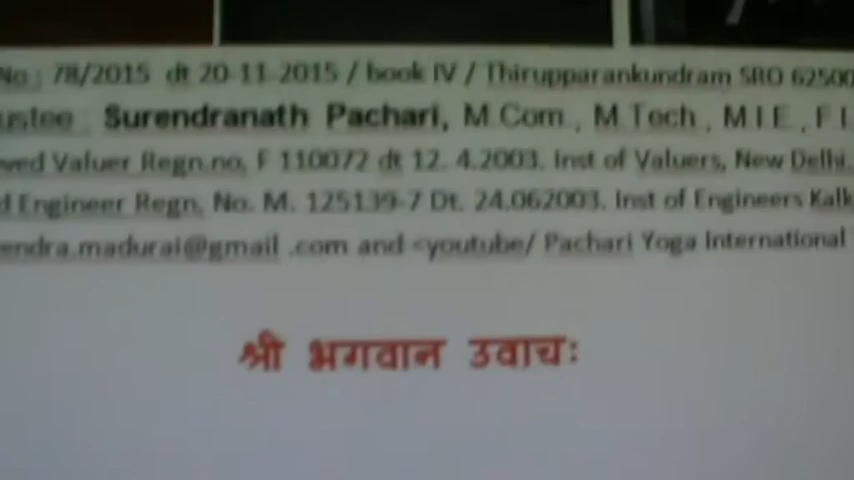 No : 78/2015 dt 20-11-2015 / book IV / Thirupparankundram SRO 62500
ustee : Surendranath Pachari, M.Com., M.Tech, M I E , F I
ved Valuer Regn.no, F 110072 dt 12. 4.2003. Inst of Valuers, New Delhi.
d Engineer Regn, No. M. 125139-7 Dt. 24.062003. Inst of Engineers Kalk
endra.madurai@gmail .com and <youtube/ Pachari Yoga International
श्री भगवान उवाचः